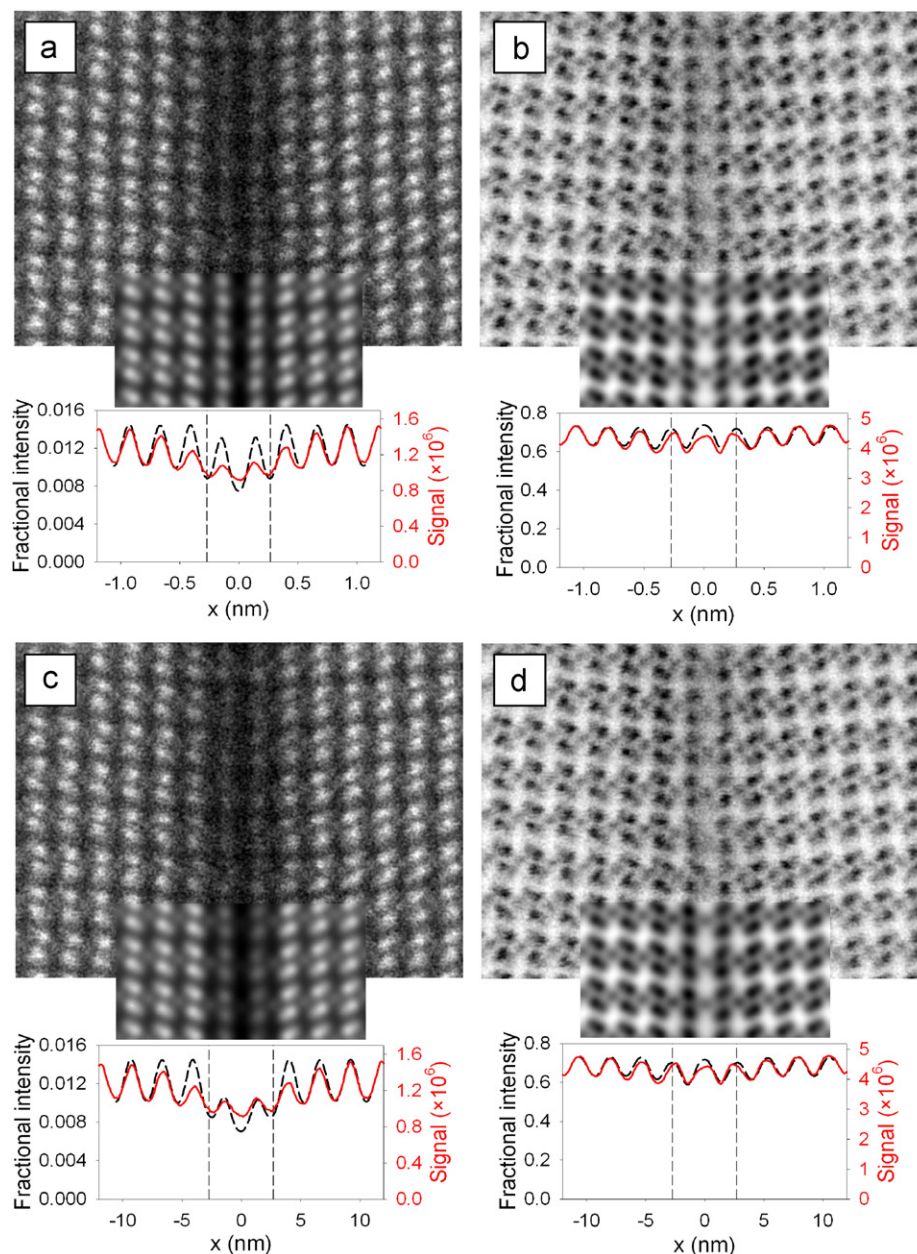 a
b
Fractional intensity
0.016
0.012
0.008
0.004
0.000
-1.0 -0.5 0.0 0.5 1.0
x (nm)
1.6
1.2
0.8
0.4
0.0
Signal (×10⁶)
Fractional intensity
0.8
0.6
0.4
0.2
0.0
-1.0 -0.5 0.0 0.5 1.0
x (nm)
5
4
3
2
1
0
Signal (×10⁶)
c
d
Fractional intensity
0.016
0.012
0.008
0.004
0.000
-10 -5 0 5 10
x (nm)
1.6
1.2
0.8
0.4
0.0
Signal (×10⁶)
Fractional intensity
0.8
0.6
0.4
0.2
0.0
-10 -5 0 5 10
x (nm)
5
4
3
2
1
0
Signal (×10⁶)